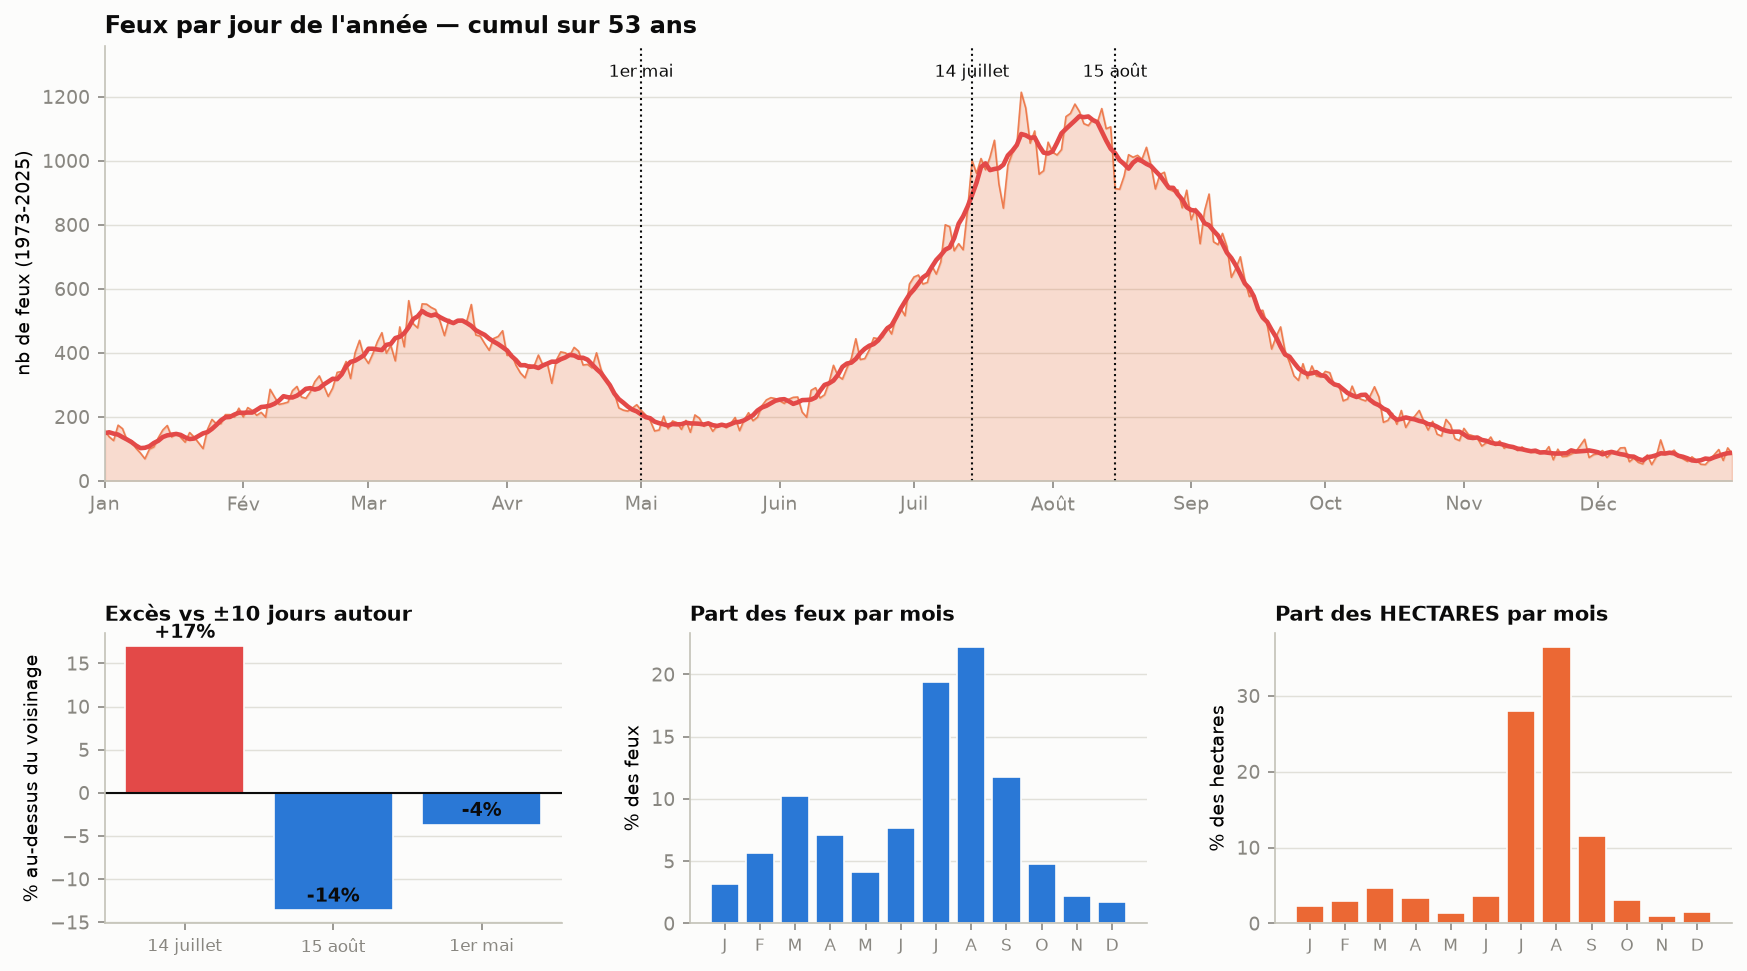 Feux par jour de l'année — cumul sur 53 ans
1er mai
14 juillet
15 août
nb de feux (1973-2025)
1200
1000
800
600
400
200
0
Jan Fév Mar Avr Mai Juin Juil Août Sep Oct Nov Déc
Excès vs ±10 jours autour
+17%
% au-dessus du voisinage
15
10
5
0
−5
−10
−15
-4%
-14%
14 juillet 15 août 1er mai
Part des feux par mois
% des feux
20
15
10
5
0
J F M A M J J A S O N D
Part des HECTARES par mois
% des hectares
30
20
10
0
J F M A M J J A S O N D